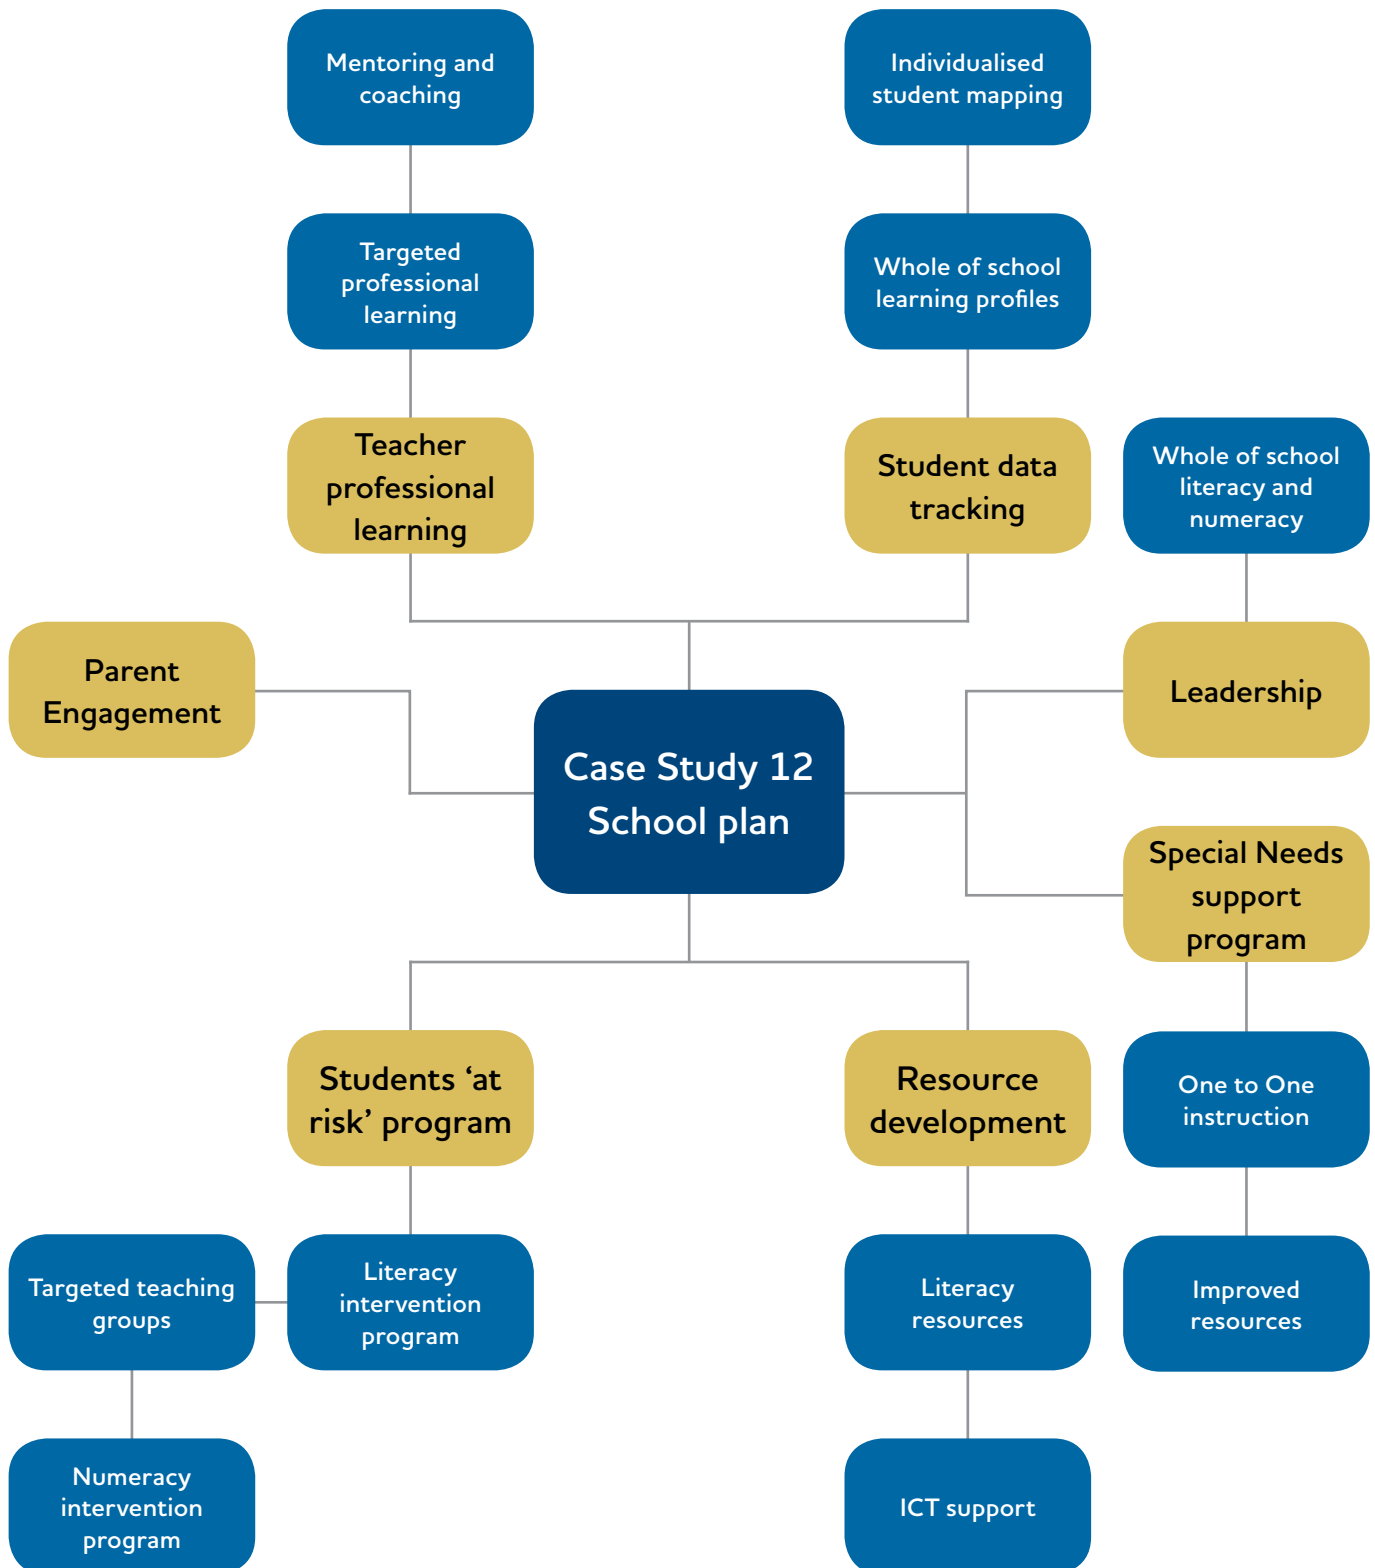 Mentoring and
coaching
Individualised
student mapping
Targeted
professional
learning
Whole of school
learning profiles
Teacher
professional
learning
Student data
tracking
Whole of school
literacy and
numeracy
Parent
Engagement
Leadership
Case Study 12
School plan
Special Needs
support
program
Students ‘at
risk’ program
Resource
development
One to One
instruction
Targeted teaching
groups
Literacy
intervention
program
Literacy
resources
Improved
resources
Numeracy
intervention
program
ICT support